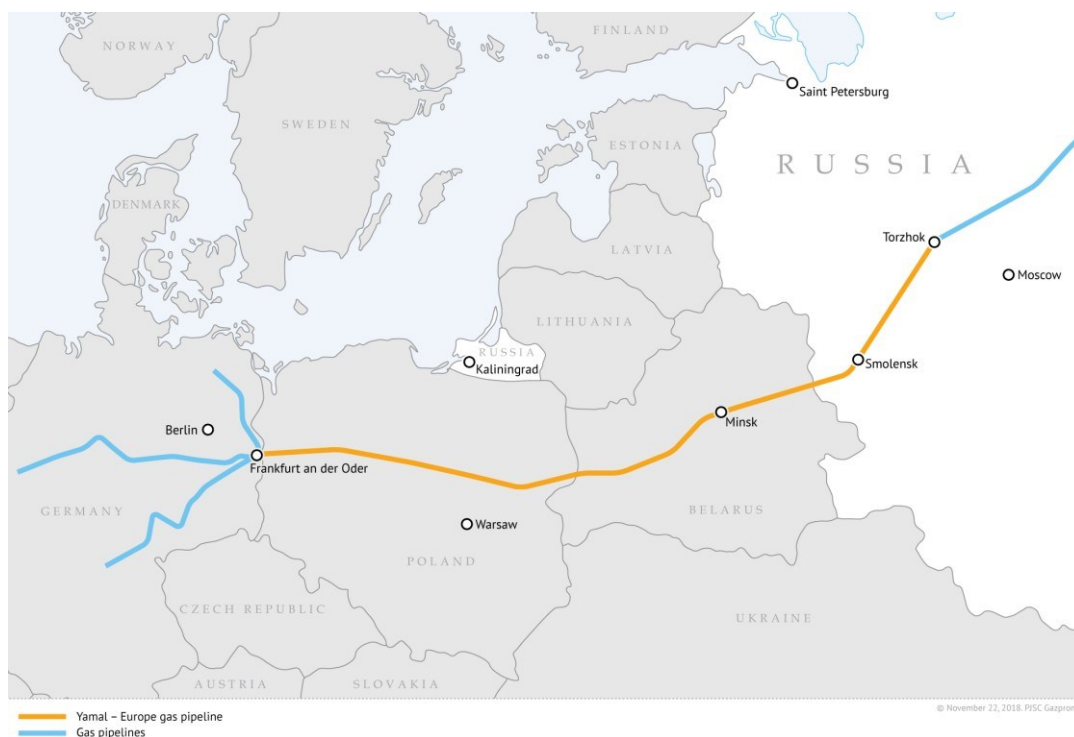 NORWAY
FINLAND
Saint Petersburg
SWEDEN
ESTONIA
RUSSIA
DENMARK
Torzhok
LATVIA
Moscow
LITHUANIA
RUSSIA
Kaliningrad
Smolensk
Minsk
Berlin
Frankfurt an der Oder
GERMANY
BELARUS
Warsaw
POLAND
CZECH REPUBLIC
UKRAINE
AUSTRIA
SLOVAKIA
© November 22, 2018. PJSC Gazprom
Yamal – Europe gas pipeline
Gas pipelines